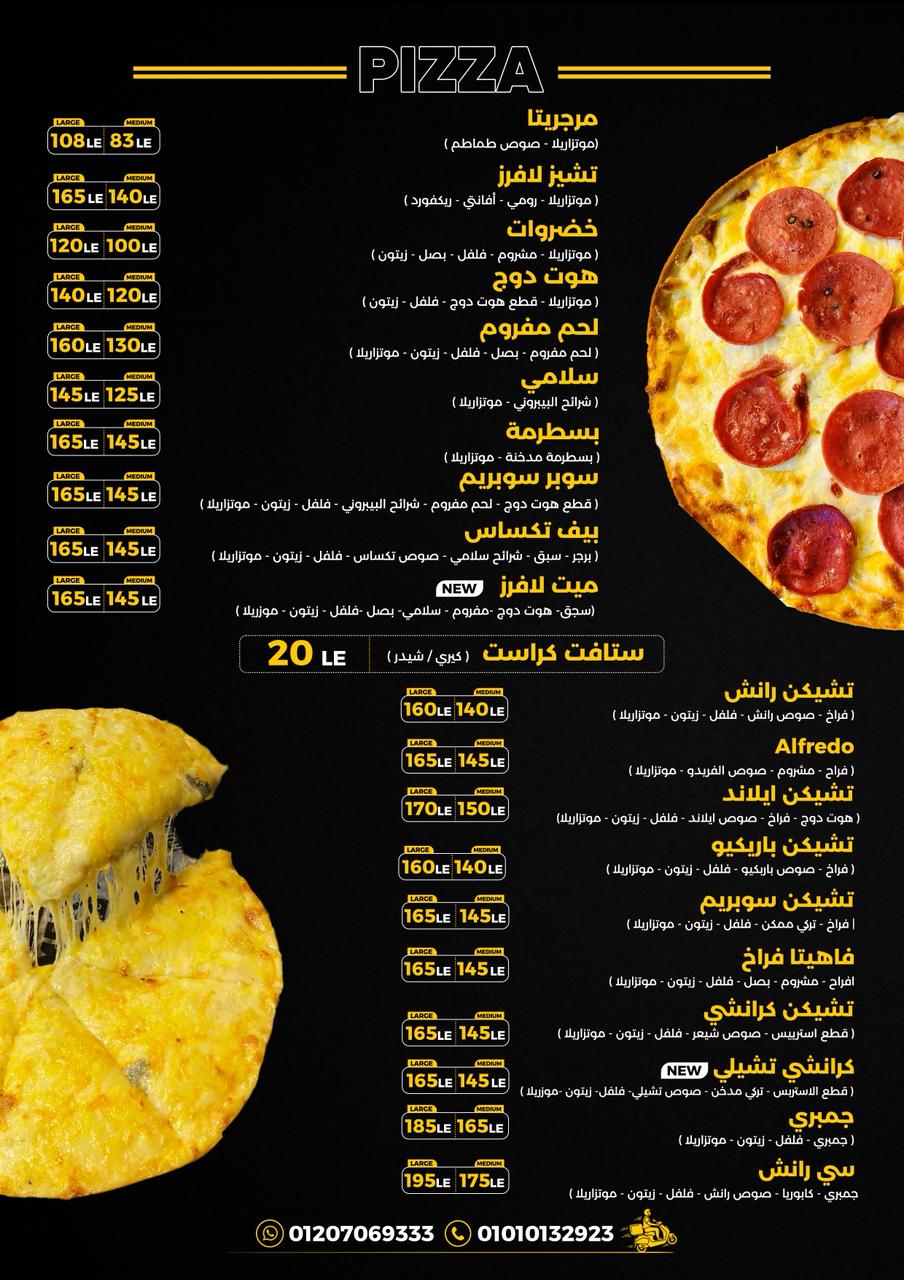 PIZZA
مرجريتا
(موتزاريلا - صوص طماطم )
LARGE MEDIUM
108LE 83LE
تشيز لافرز
( موتزاريلا - رومي - أفانتي - ريكفورد )
LARGE MEDIUM
165LE 140LE
خضروات
( موتزاريلا - مشروم - فلفل - بصل - زيتون )
LARGE MEDIUM
120LE 100LE
هوت دوج
( موتزاريلا - قطع هوت دوج - فلفل - زيتون )
LARGE MEDIUM
140LE 120LE
لحم مفروم
( لحم مفروم - بصل - فلفل - زيتون - موتزاريلا )
LARGE MEDIUM
160LE 130LE
سلامي
( شرائح البيبروني - موتزاريلا )
LARGE MEDIUM
145LE 125LE
بسطرمة
( بسطرمة مدخنة - موتزاريلا )
LARGE MEDIUM
165LE 145LE
سوبر سوبريم
( قطع هوت دوج - لحم مفروم - شرائح البيبروني - فلفل - زيتون - موتزاريلا )
LARGE MEDIUM
165LE 145LE
بيف تكساس
( برجر - سبق - شرائح سلامي - صوص تكساس - فلفل - زيتون - موتزاريلا )
LARGE MEDIUM
165LE 145LE
ميت لافرز NEW
(سجق- هوت دوج -مفروم - سلامي- بصل -فلفل - زيتون - موزريلا )
LARGE MEDIUM
165LE 145LE
ستافت كراست ( كيري / شيدر ) 20 LE
تشيكن رانش
( فراخ - صوص رانش - فلفل - زيتون - موتزاريلا )
LARGE MEDIUM
160LE 140LE
Alfredo
( فراح - مشروم - صوص الفريدو - موتزاريلا )
LARGE MEDIUM
165LE 145LE
تشيكن ايلاند
( هوت دوج - فراخ - صوص ايلاند - فلفل - زيتون - موتزاريلا)
LARGE MEDIUM
170LE 150LE
تشيكن باربكيو
( فراخ - صوص باربكيو - فلفل - زيتون - موتزاريلا )
LARGE MEDIUM
160LE 140LE
تشيكن سوبريم
| فراخ - تركي ممكن - فلفل - زيتون - موتزاريلا )
LARGE MEDIUM
165LE 145LE
فاهيتا فراخ
افراخ - مشروم - بصل - فلفل - زيتون - موتزاريلا )
LARGE MEDIUM
165LE 145LE
تشيكن كرانشي
( قطع استربيس - صوص شيعر - فلفل - زيتون - موتزاريلا )
LARGE MEDIUM
165LE 145LE
كرانشي تشيلي NEW
( قطع الاستربس - تركي مدخن - صوص تشيلي- فلفل- زيتون -موزريلا )
LARGE MEDIUM
165LE 145LE
جمبري
( جمبري - فلفل - زيتون - موتزاريلا )
LARGE MEDIUM
185LE 165LE
سي رانش
جمبري - كابوريا - صوص رانش - فلفل - زيتون - موتزاريلا )
LARGE MEDIUM
195LE 175LE
01207069333 01010132923